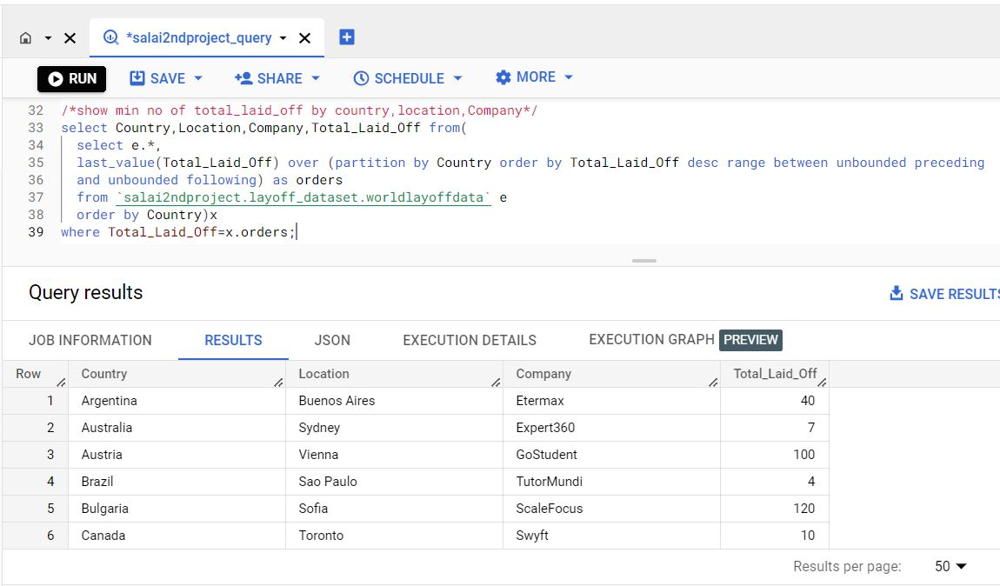 *salai2ndproject_query
RUN SAVE SHARE SCHEDULE MORE
32 /*show min no of total_laid_off by country,location,Company*/
33 select Country,Location,Company,Total_Laid_Off from(
34 select e.*,
35 last_value(Total_Laid_Off) over (partition by Country order by Total_Laid_Off desc range between unbounded preceding
36 and unbounded following) as orders
37 from `salai2ndproject.layoff_dataset.worldlayoffdata` e
38 order by Country)x
39 where Total_Laid_Off=x.orders;
Query results SAVE RESULTS
JOB INFORMATION RESULTS JSON EXECUTION DETAILS EXECUTION GRAPH PREVIEW
Row Country Location Company Total_Laid_Off
1 Argentina Buenos Aires Etermax 40
2 Australia Sydney Expert360 7
3 Austria Vienna GoStudent 100
4 Brazil Sao Paulo TutorMundi 4
5 Bulgaria Sofia ScaleFocus 120
6 Canada Toronto Swyft 10
Results per page: 50